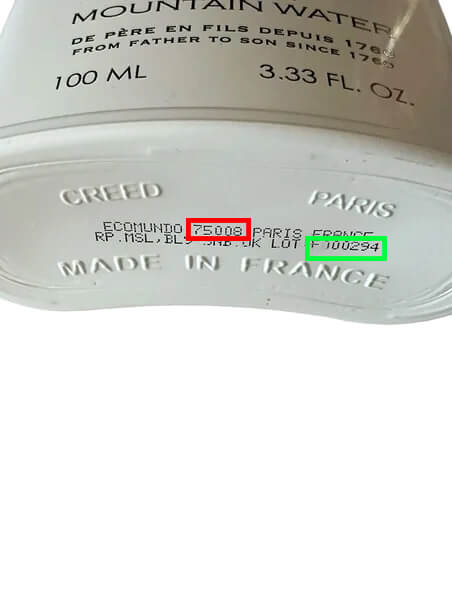 MOUNTAIN WATER
DE PÈRE EN FILS DEPUIS 1760
FROM FATHER TO SON SINCE 1760
100 ML 3.33 FL. OZ.
CREED PARIS
ECOMUNDO 75008 PARIS FRANCE
RP.MSL, UK LOT
MADE IN FRANCE